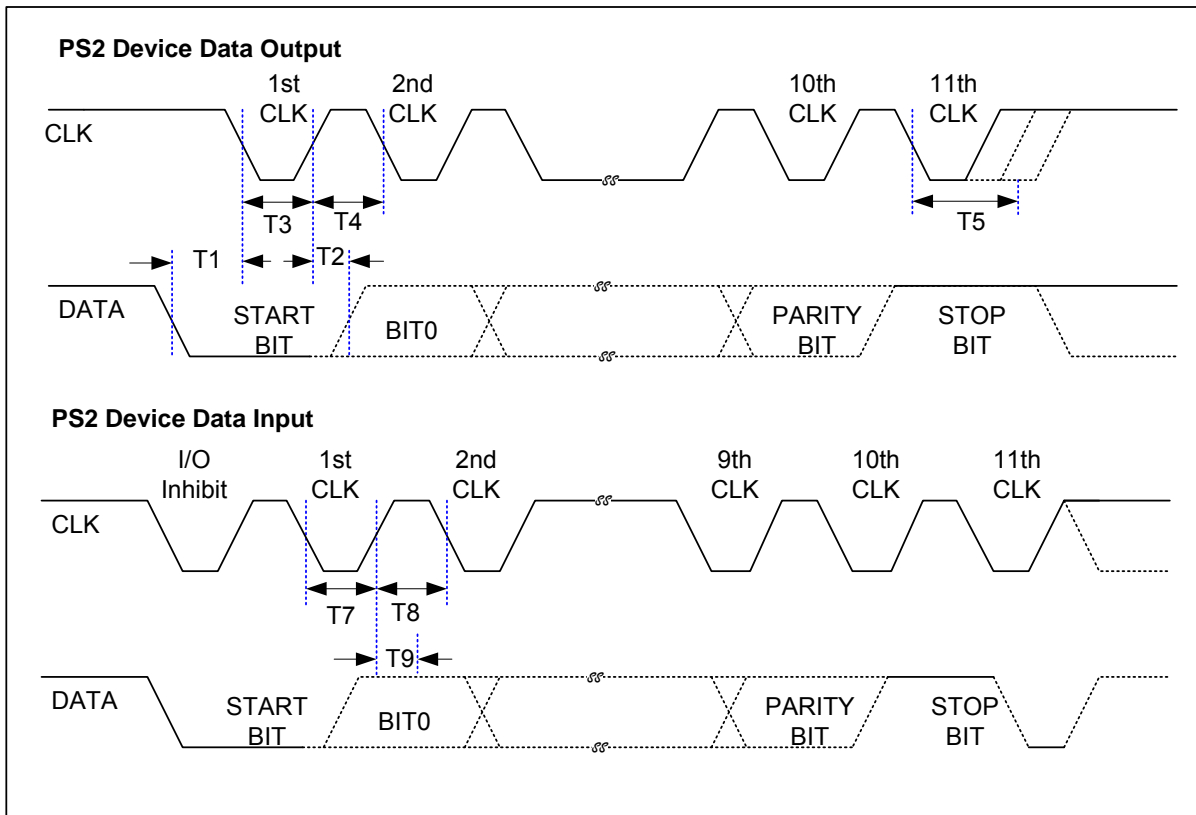 PS2 Device Data Output
1st
CLK
2nd
CLK
10th
CLK
11th
CLK
CLK
T3
T4
T5
T1
T2
DATA
START
BIT
BIT0
PARITY
BIT
STOP
BIT
PS2 Device Data Input
I/O
Inhibit
1st
CLK
2nd
CLK
9th
CLK
10th
CLK
11th
CLK
CLK
T7
T8
T9
DATA
START
BIT
BIT0
PARITY
BIT
STOP
BIT